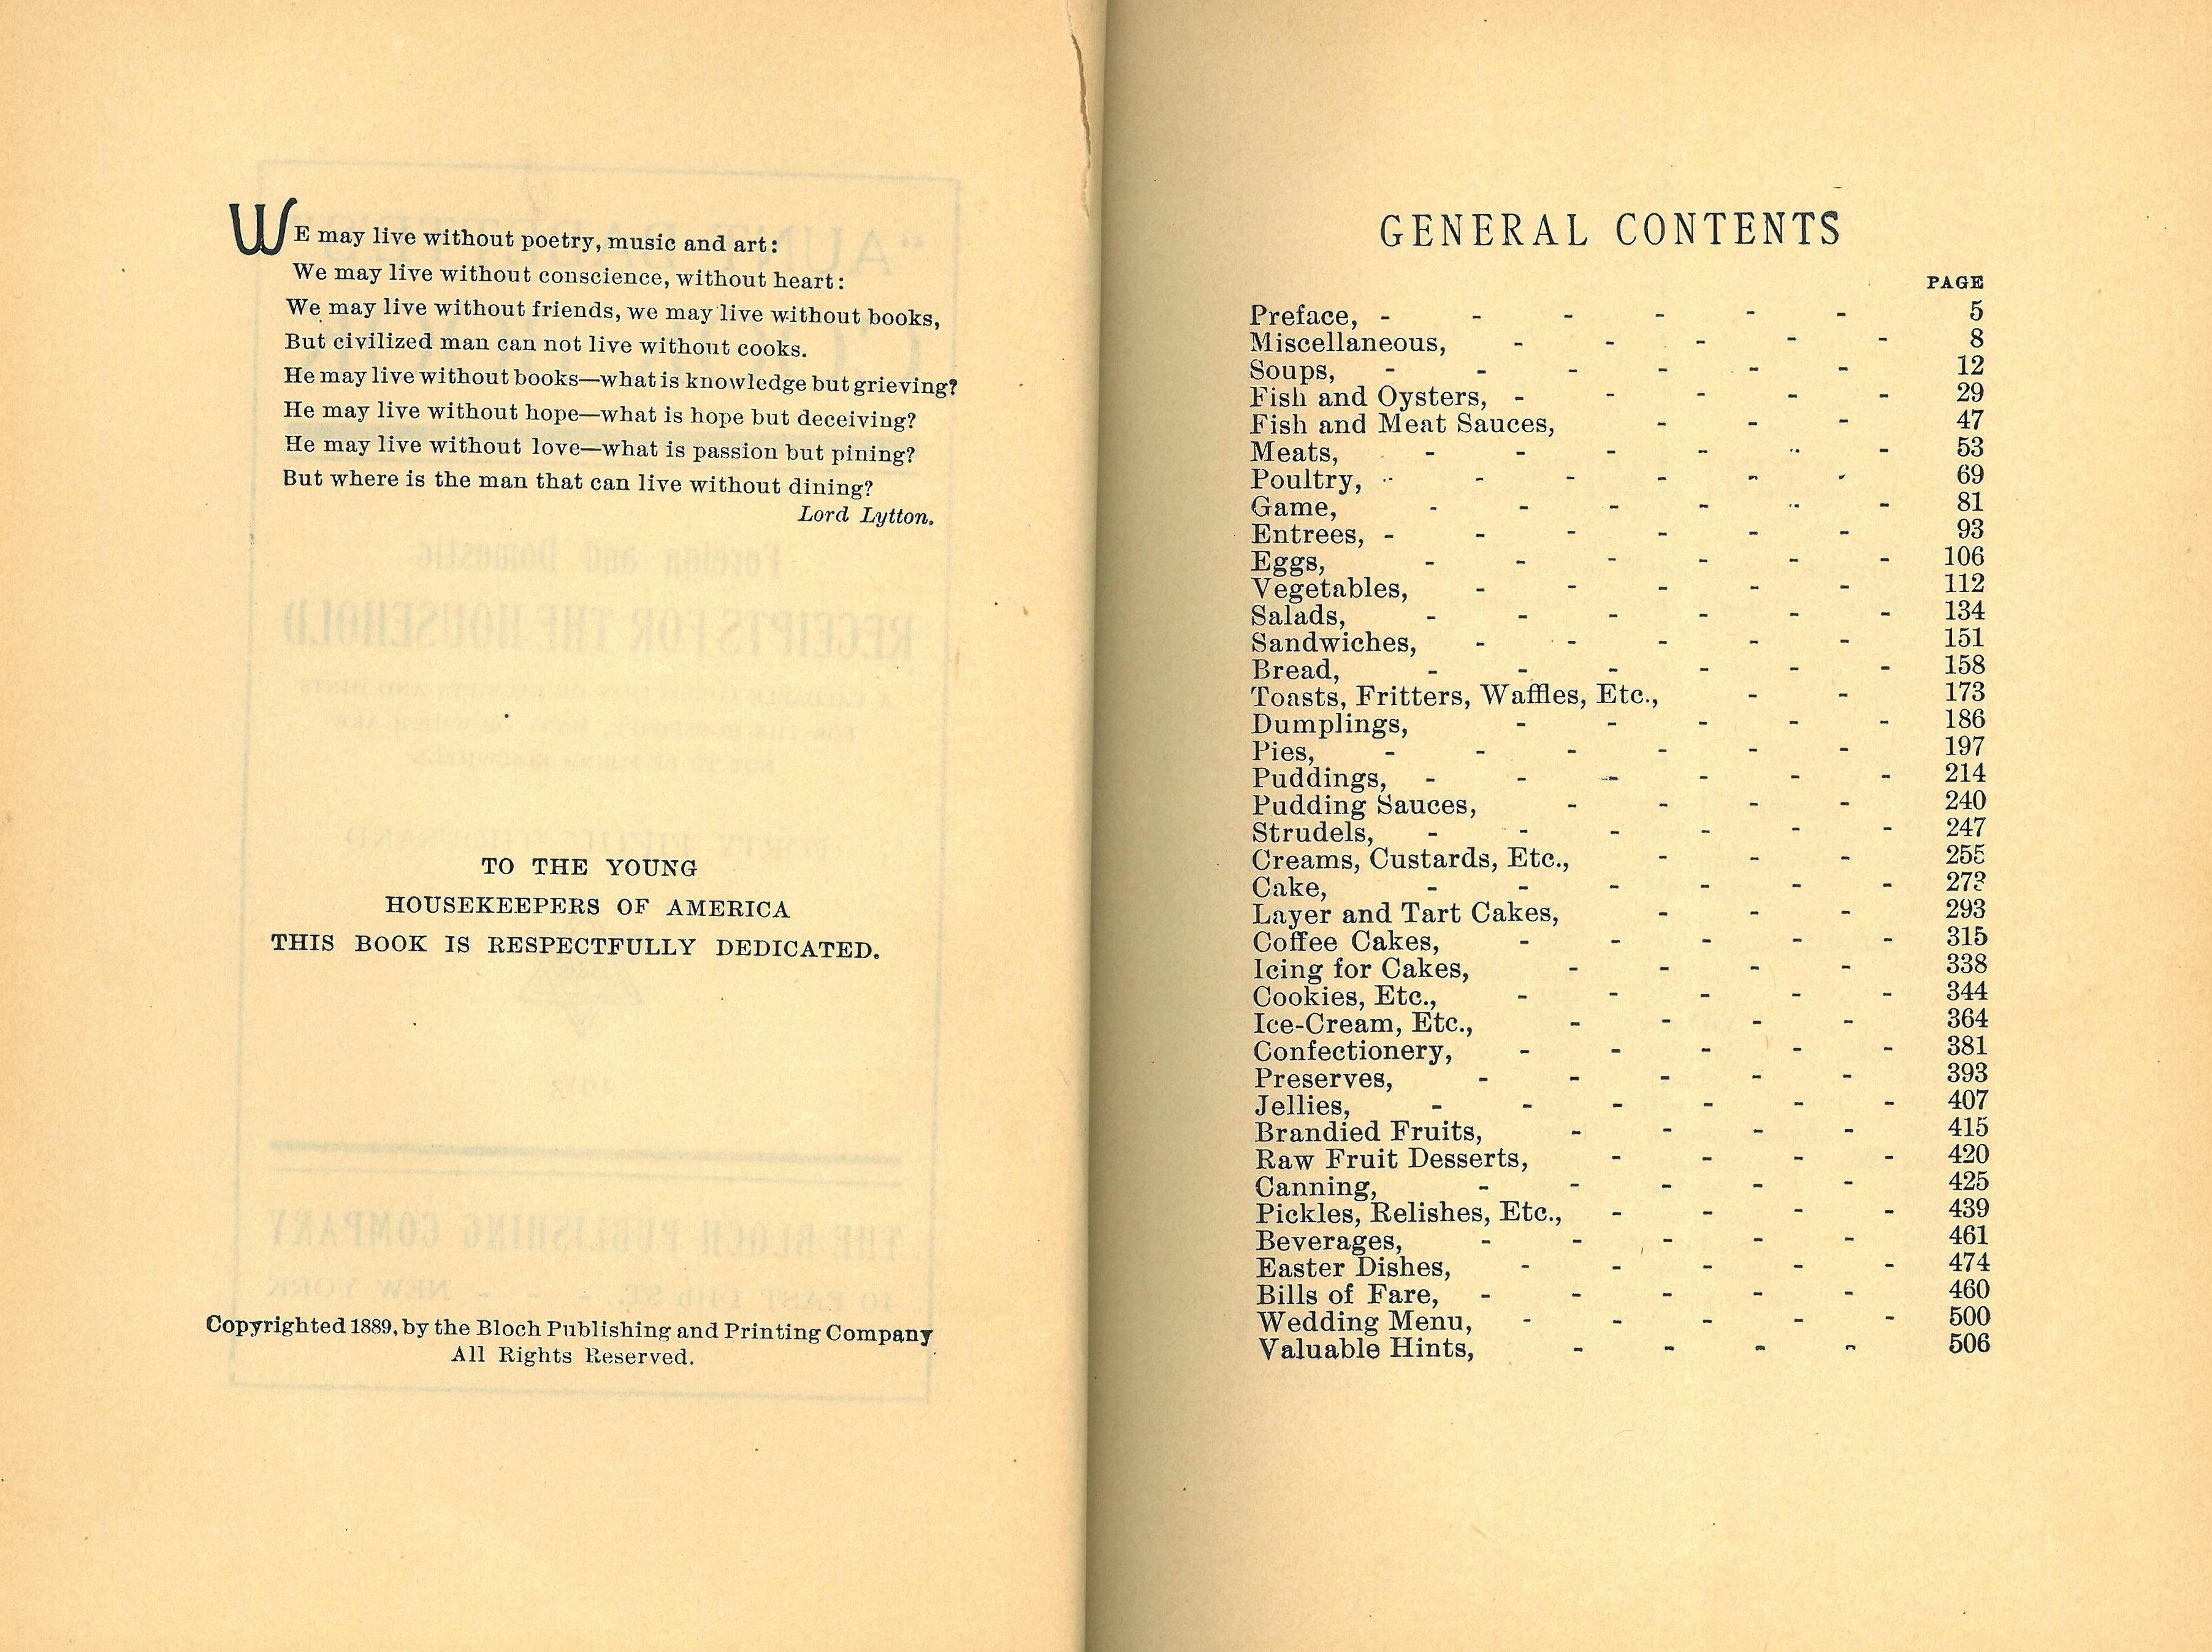 WE may live without poetry, music and art:
We may live without conscience, without heart:
We may live without friends, we may live without books,
But civilized man can not live without cooks.
He may live without books—what is knowledge but grieving?
He may live without hope—what is hope but deceiving?
He may live without love—what is passion but pining?
But where is the man that can live without dining?
Lord Lytton.
TO THE YOUNG
HOUSEKEEPERS OF AMERICA
THIS BOOK IS RESPECTFULLY DEDICATED.
Copyrighted 1889, by the Bloch Publishing and Printing Company
All Rights Reserved.
GENERAL CONTENTS
PAGE
Preface, - - - - - - 5
Miscellaneous, - - - - - 8
Soups, - - - - - - 12
Fish and Oysters, - - - - - 29
Fish and Meat Sauces, - - - 47
Meats, - - - - - - 53
Poultry, - - - - - - 69
Game, - - - - - - 81
Entrees, - - - - - - 93
Eggs, - - - - - - 106
Vegetables, - - - - - 112
Salads, - - - - - - 134
Sandwiches, - - - - - 151
Bread, - - - - - - 158
Toasts, Fritters, Waffles, Etc., - - 173
Dumplings, - - - - - 186
Pies, - - - - - - 197
Puddings, - - - - - - 214
Pudding Sauces, - - - - 240
Strudels, - - - - - - 247
Creams, Custards, Etc., - - - 255
Cake, - - - - - - 273
Layer and Tart Cakes, - - - 293
Coffee Cakes, - - - - - 315
Icing for Cakes, - - - - 338
Cookies, Etc., - - - - - 344
Ice-Cream, Etc., - - - - 364
Confectionery, - - - - - 381
Preserves, - - - - - 393
Jellies, - - - - - - 407
Brandied Fruits, - - - - 415
Raw Fruit Desserts, - - - - 420
Canning, - - - - - 425
Pickles, Relishes, Etc., - - - - 439
Beverages, - - - - - 461
Easter Dishes, - - - - - 474
Bills of Fare, - - - - - 460
Wedding Menu, - - - - - 500
Valuable Hints, - - - - 506